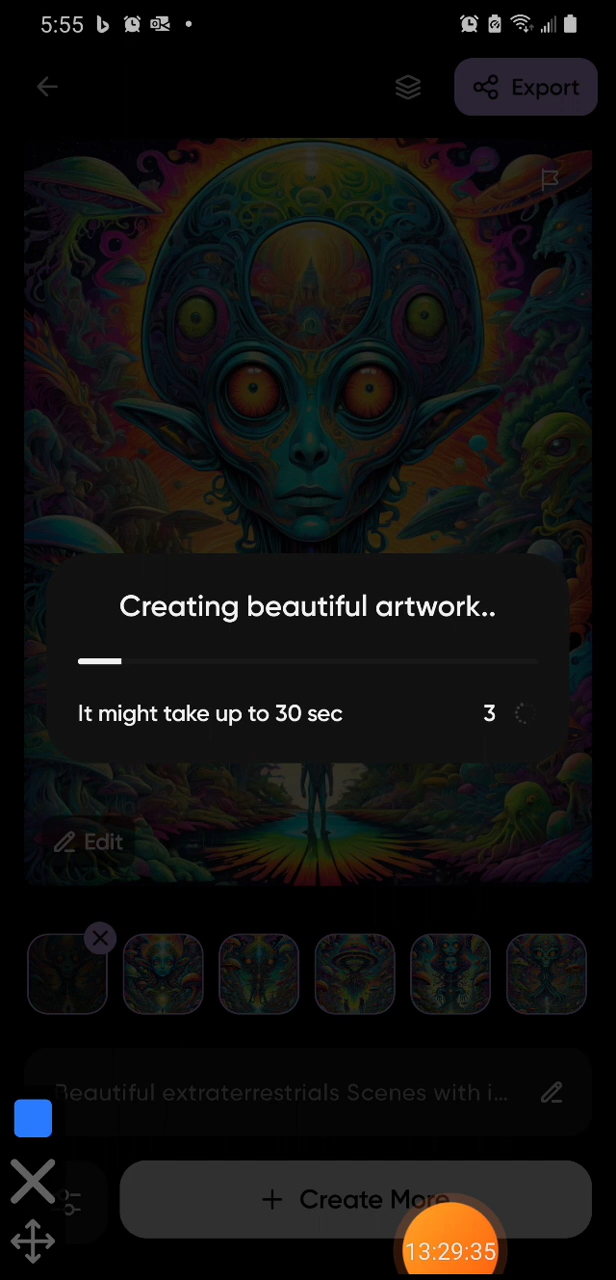 5:55
Export
Creating beautiful artwork..
It might take up to 30 sec
3
Edit
Beautiful extraterrestrials Scenes with i...
+ Create More
13:29:35